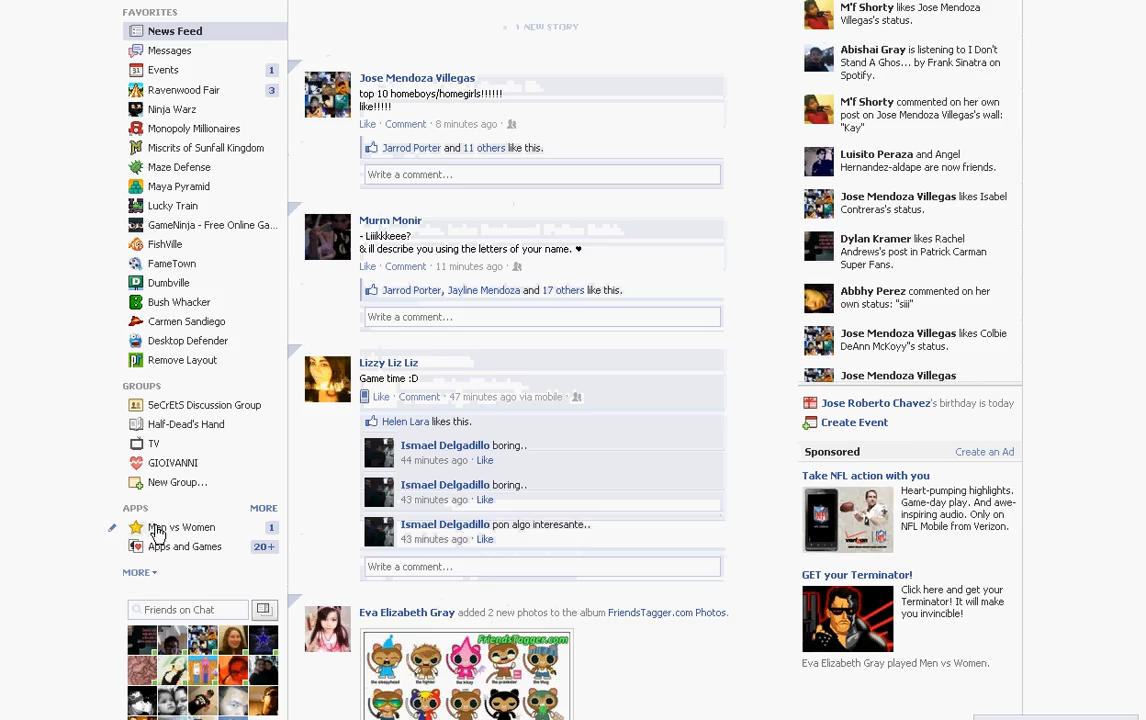 FAVORITES
News Feed
Messages
Events 1
Ravenwood Fair 3
Ninja Warz
Monopoly Millionaires
Miscrits of Sunfall Kingdom
Maze Defense
Maya Pyramid
Lucky Train
GameNinja - Free Online Ga...
FishVille
FameTown
Dumbville
Bush Whacker
Carmen Sandiego
Desktop Defender
Remove Layout
GROUPS
5eCrEtS Discussion Group
Half-Dead's Hand
TV
GIOIVANNI
New Group...
APPS MORE
Men vs Women 1
Apps and Games 20+
MORE
Friends on Chat
1 NEW STORY
Jose Mendoza Villegas
top 10 homeboys/homegirls!!!!!!
like!!!!!
Like · Comment · 8 minutes ago ·
Jarrod Porter and 11 others like this.
Write a comment...
Murm Monir
- Liiikkkeee?
& ill describe you using the letters of your name. ♥
Like · Comment · 11 minutes ago ·
Jarrod Porter, Jayline Mendoza and 17 others like this.
Write a comment...
Lizzy Liz Liz
Game time :D
Like · Comment · 47 minutes ago via mobile ·
Helen Lara likes this.
Ismael Delgadillo boring..
44 minutes ago · Like
Ismael Delgadillo boring..
43 minutes ago · Like
Ismael Delgadillo pon algo interesante..
43 minutes ago · Like
Write a comment...
Eva Elizabeth Gray added 2 new photos to the album FriendsTagger.com Photos.
FriendsTagger.com
M'f Shorty likes Jose Mendoza
Villegas's status.
Abishai Gray is listening to I Don't
Stand A Ghos... by Frank Sinatra on
Spotify.
M'f Shorty commented on her own
post on Jose Mendoza Villegas's wall:
"Kay"
Luisito Peraza and Angel
Hernandez-aldape are now friends.
Jose Mendoza Villegas likes Isabel
Contreras's status.
Dylan Kramer likes Rachel
Andrews's post in Patrick Carman
Super Fans.
Abbhy Perez commented on her
own status: "siii"
Jose Mendoza Villegas likes Colbie
DeAnn McKoyy"s status.
Jose Mendoza Villegas
Jose Roberto Chavez's birthday is today
Create Event
Sponsored Create an Ad
Take NFL action with you
Heart-pumping highlights.
Game-day play. And awe-
inspiring audio. Only on
NFL Mobile from Verizon.
GET your Terminator!
Click here and get your
Terminator! It will make
you invincible!
Eva Elizabeth Gray played Men vs Women.